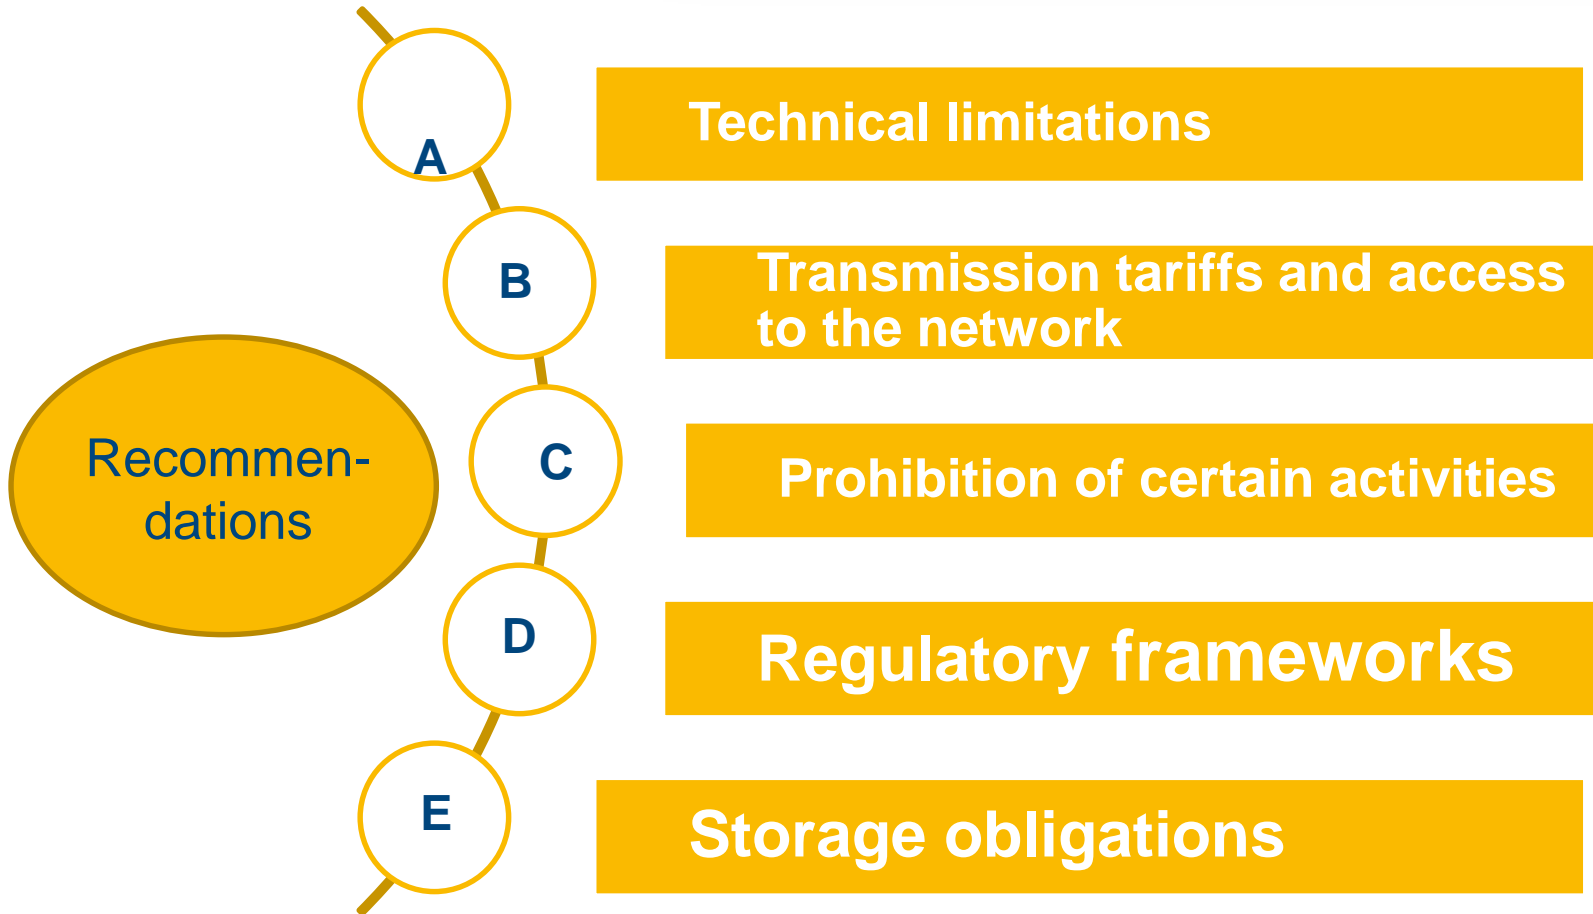 Recommen-
dations
A
Technical limitations
B
Transmission tariffs and access
to the network
C
Prohibition of certain activities
D
Regulatory frameworks
E
Storage obligations